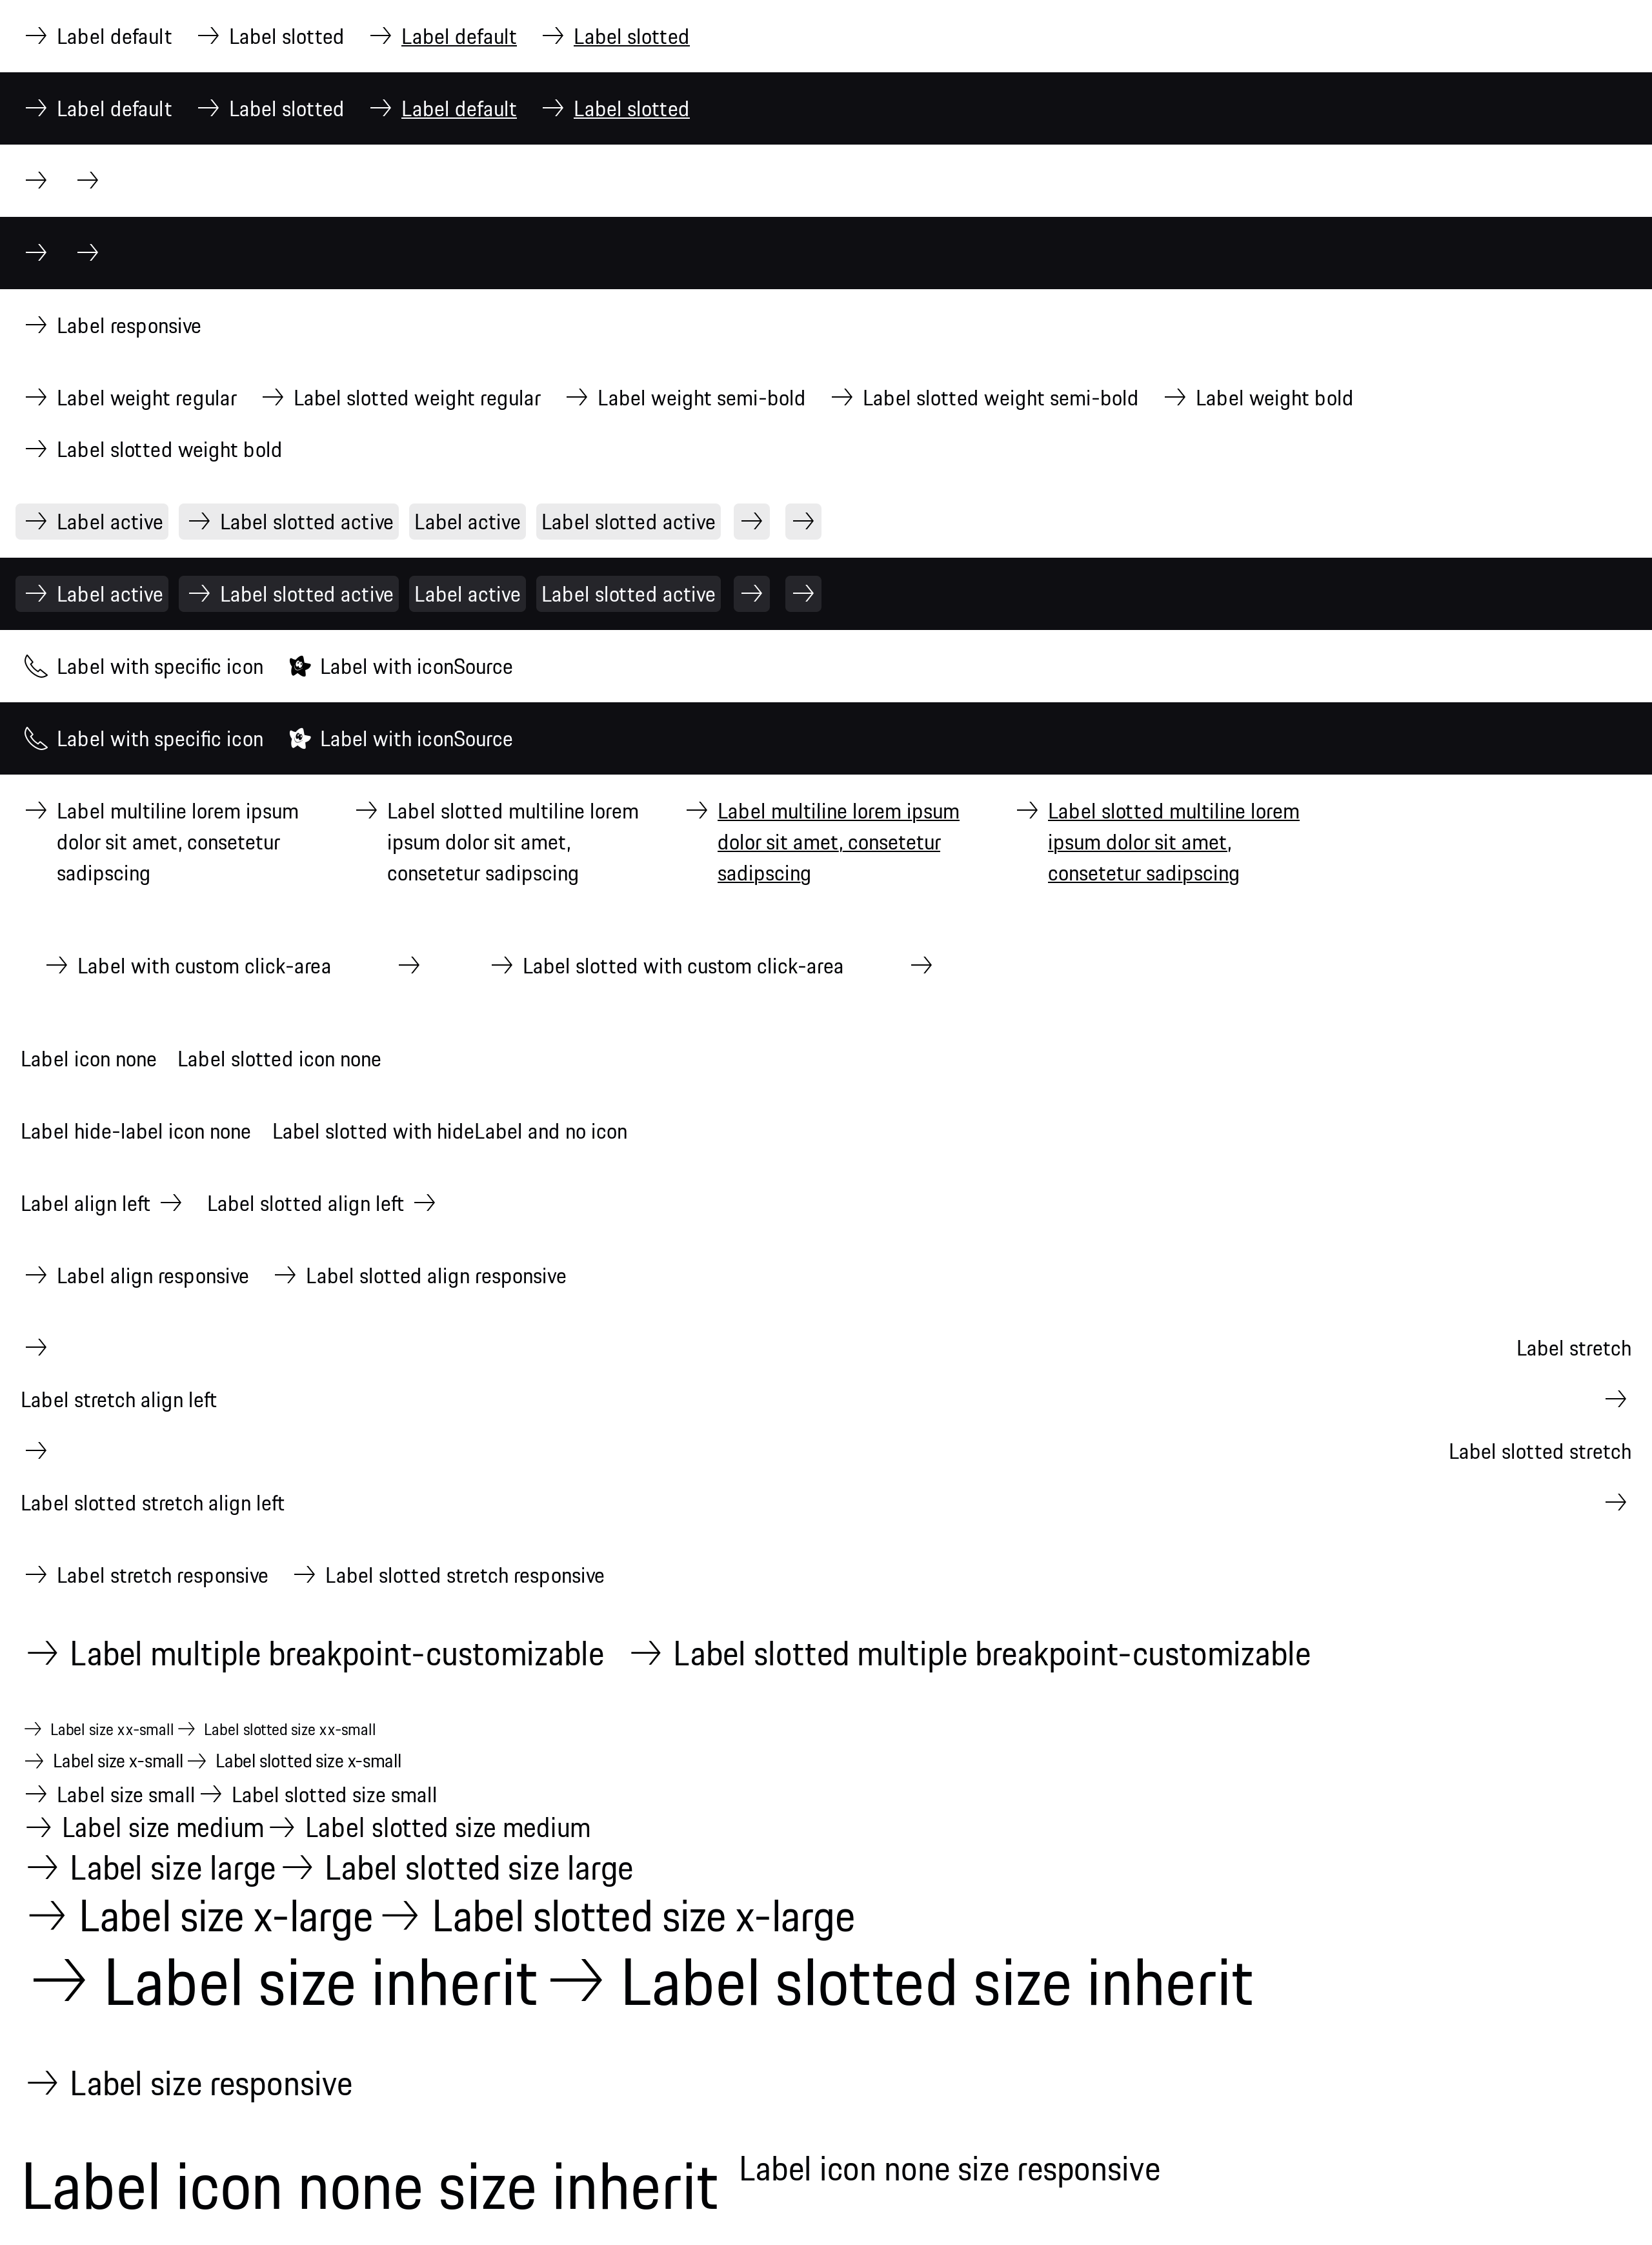 Label default Label slotted Label default Label slotted
Label default Label slotted Label default Label slotted
Label responsive
Label weight regular Label slotted weight regular Label weight semi-bold Label slotted weight semi-bold Label weight bold
Label slotted weight bold
Label active Label slotted active Label active Label slotted active
Label active Label slotted active Label active Label slotted active
Label with specific icon Label with iconSource
Label with specific icon Label with iconSource
Label multiline lorem ipsum
dolor sit amet, consetetur
sadipscing
Label slotted multiline lorem
ipsum dolor sit amet,
consetetur sadipscing
Label multiline lorem ipsum
dolor sit amet, consetetur
sadipscing
Label slotted multiline lorem
ipsum dolor sit amet,
consetetur sadipscing
Label with custom click-area Label slotted with custom click-area
Label icon none Label slotted icon none
Label hide-label icon none Label slotted with hideLabel and no icon
Label align left Label slotted align left
Label align responsive Label slotted align responsive
Label stretch
Label stretch align left
Label slotted stretch
Label slotted stretch align left
Label stretch responsive Label slotted stretch responsive
Label multiple breakpoint-customizable Label slotted multiple breakpoint-customizable
Label size xx-small Label slotted size xx-small
Label size x-small Label slotted size x-small
Label size small Label slotted size small
Label size medium Label slotted size medium
Label size large Label slotted size large
Label size x-large Label slotted size x-large
Label size inherit Label slotted size inherit
Label size responsive
Label icon none size inherit Label icon none size responsive